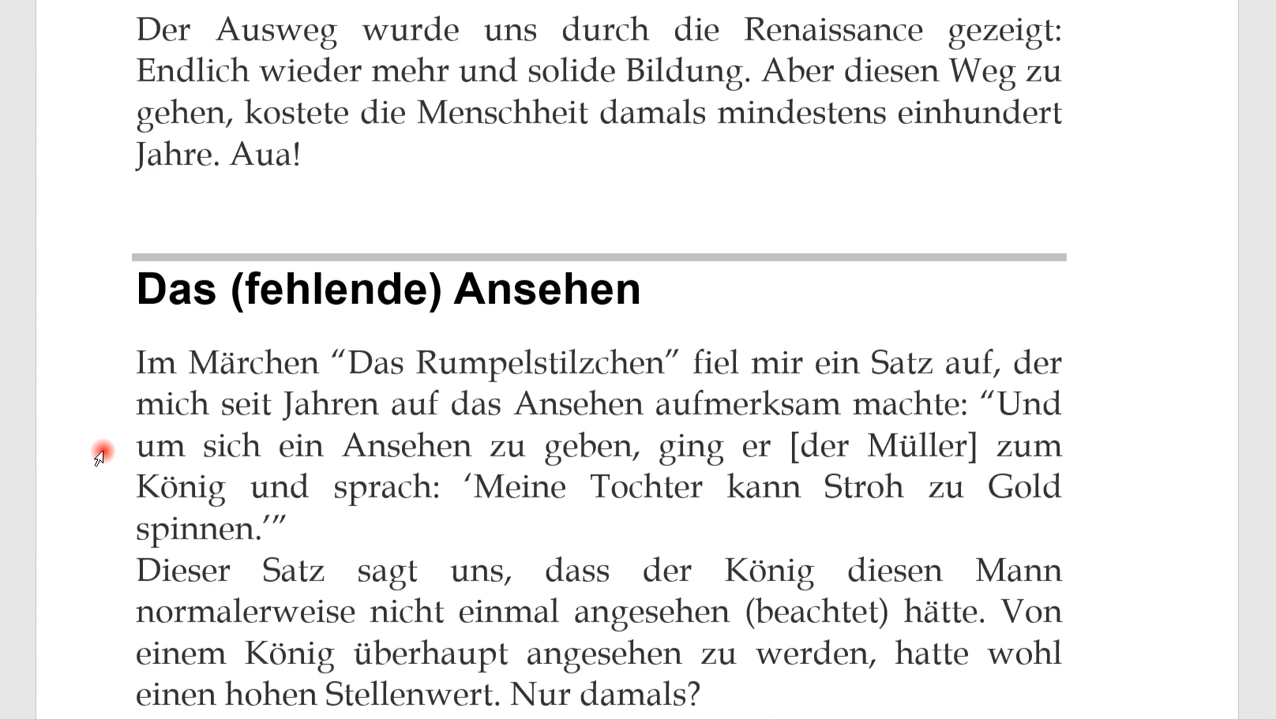 Der Ausweg wurde uns durch die Renaissance gezeigt:
Endlich wieder mehr und solide Bildung. Aber diesen Weg zu
gehen, kostete die Menschheit damals mindestens einhundert
Jahre. Aua!
Das (fehlende) Ansehen
Im Märchen “Das Rumpelstilzchen” fiel mir ein Satz auf, der
mich seit Jahren auf das Ansehen aufmerksam machte: “Und
um sich ein Ansehen zu geben, ging er [der Müller] zum
König und sprach: ‘Meine Tochter kann Stroh zu Gold
spinnen.’”
Dieser Satz sagt uns, dass der König diesen Mann
normalerweise nicht einmal angesehen (beachtet) hätte. Von
einem König überhaupt angesehen zu werden, hatte wohl
einen hohen Stellenwert. Nur damals?